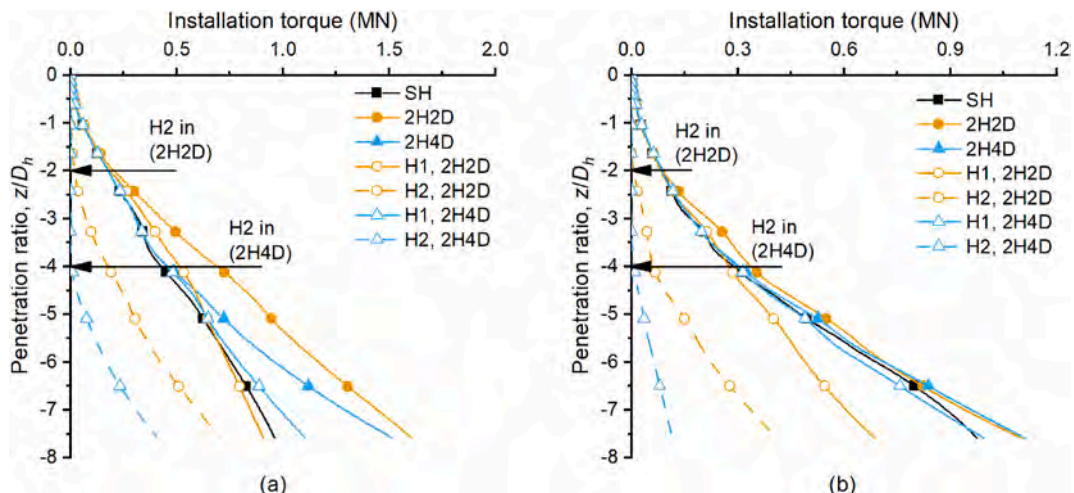 Installation torque (MN)
0.0 0.5 1.0 1.5 2.0
0
-1
-2
-3
-4
-5
-6
-7
-8
Penetration ratio, z/Dh
H2 in
(2H2D)
H2 in
(2H4D)
SH
2H2D
2H4D
H1, 2H2D
H2, 2H2D
H1, 2H4D
H2, 2H4D
(a)
Installation torque (MN)
0.0 0.3 0.6 0.9 1.2
0
-1
-2
-3
-4
-5
-6
-7
-8
Penetration ratio, z/Dh
H2 in
(2H2D)
H2 in
(2H4D)
SH
2H2D
2H4D
H1, 2H2D
H2, 2H2D
H1, 2H4D
H2, 2H4D
(b)